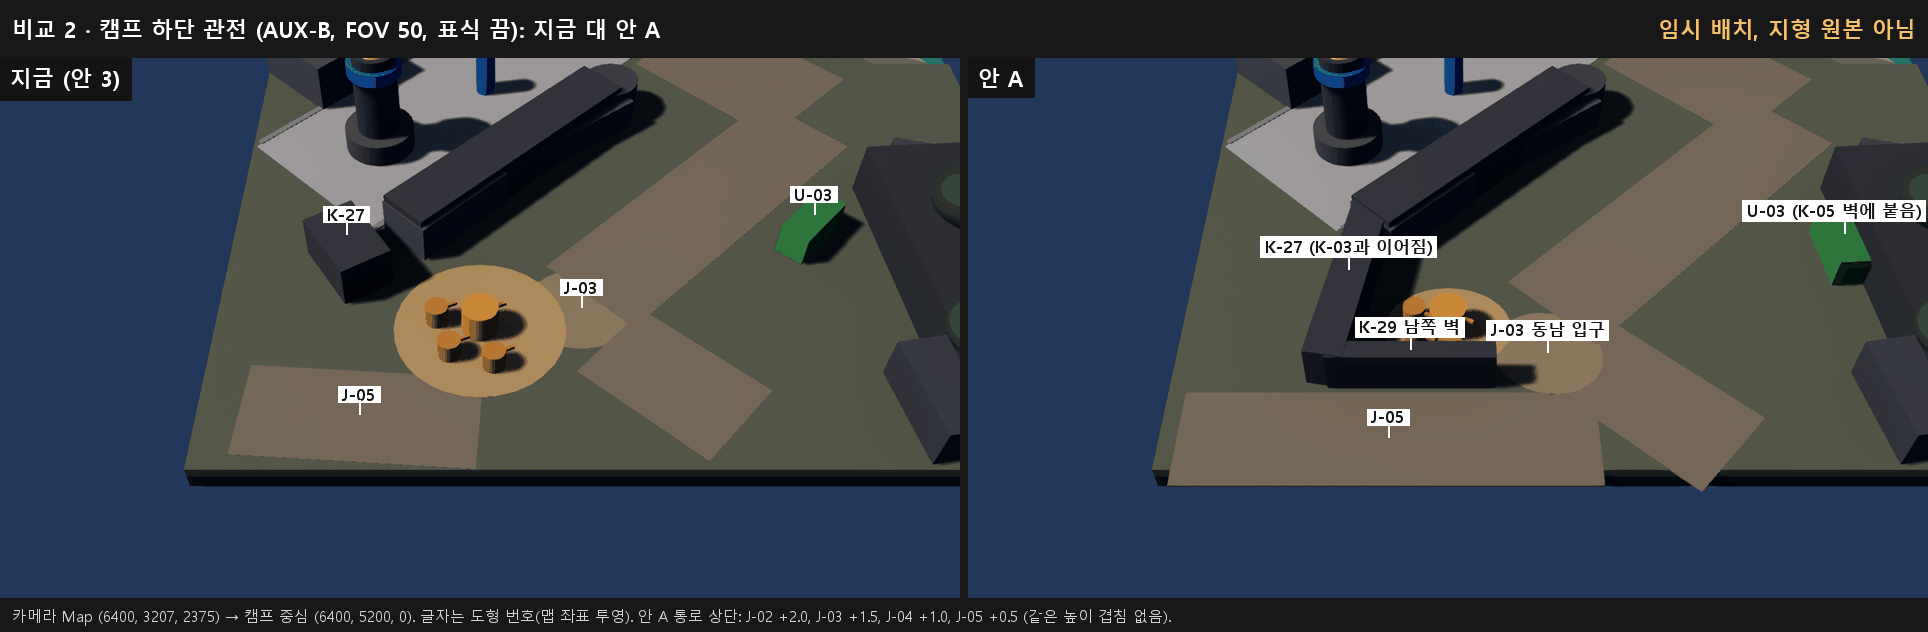 비교 2 · 캠프 하단 관전 (AUX-B, FOV 50, 표식 끔): 지금 대 안 A
임시 배치, 지형 원본 아님
지금 (안 3)
K-27
U-03
J-03
J-05
안 A
U-03 (K-05 벽에 붙음)
K-27 (K-03과 이어짐)
K-29 남쪽 벽
J-03 동남 입구
J-05
카메라 Map (6400, 3207, 2375) → 캠프 중심 (6400, 5200, 0). 글자는 도형 번호(맵 좌표 투영). 안 A 통로 상단: J-02 +2.0, J-03 +1.5, J-04 +1.0, J-05 +0.5 (같은 높이 겹침 없음).